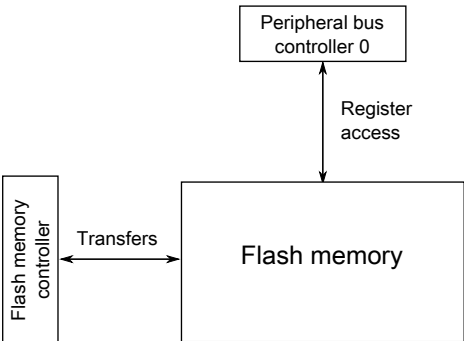 Peripheral bus
controller 0
Register
access
Flash memory
controller
Transfers
Flash memory